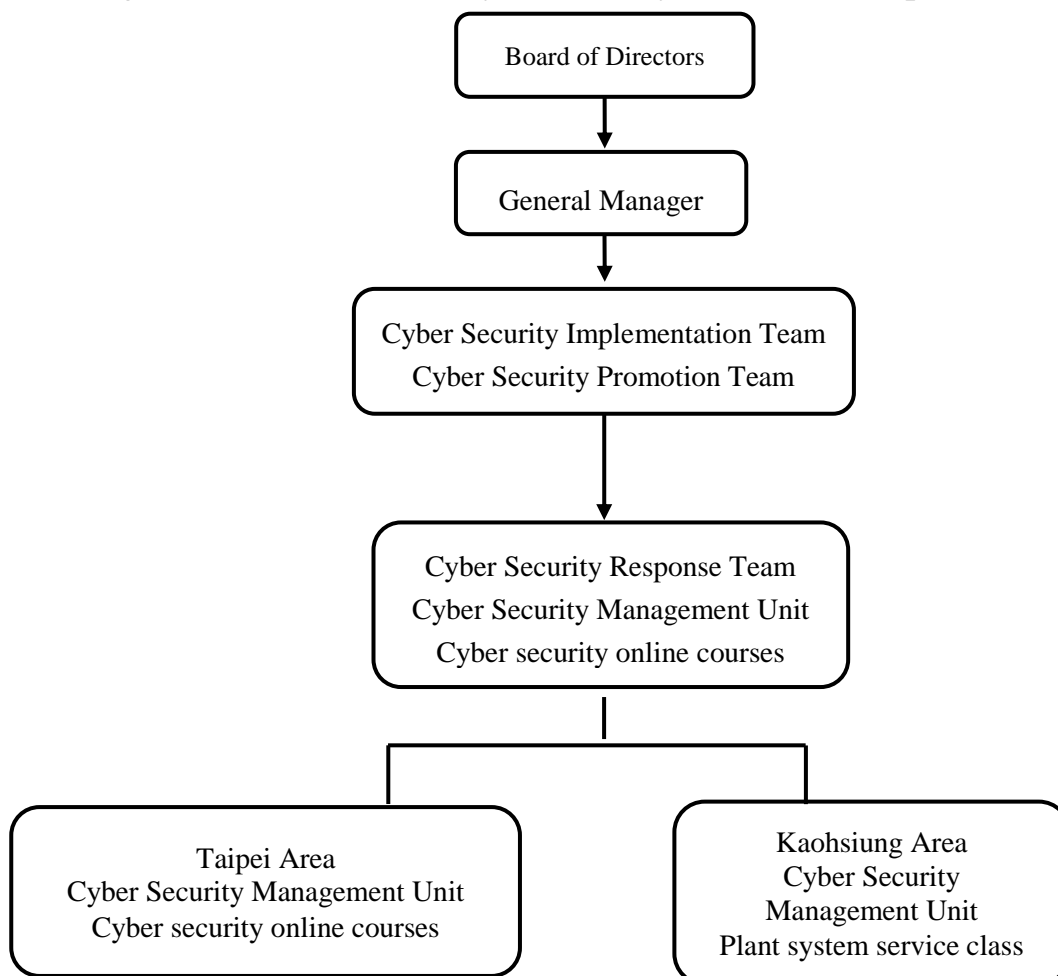 Board of Directors
General Manager
Cyber Security Implementation Team
Cyber Security Promotion Team
Cyber Security Response Team
Cyber Security Management Unit
Cyber security online courses
Taipei Area
Cyber Security Management Unit
Cyber security online courses
Kaohsiung Area
Cyber Security
Management Unit
Plant system service class